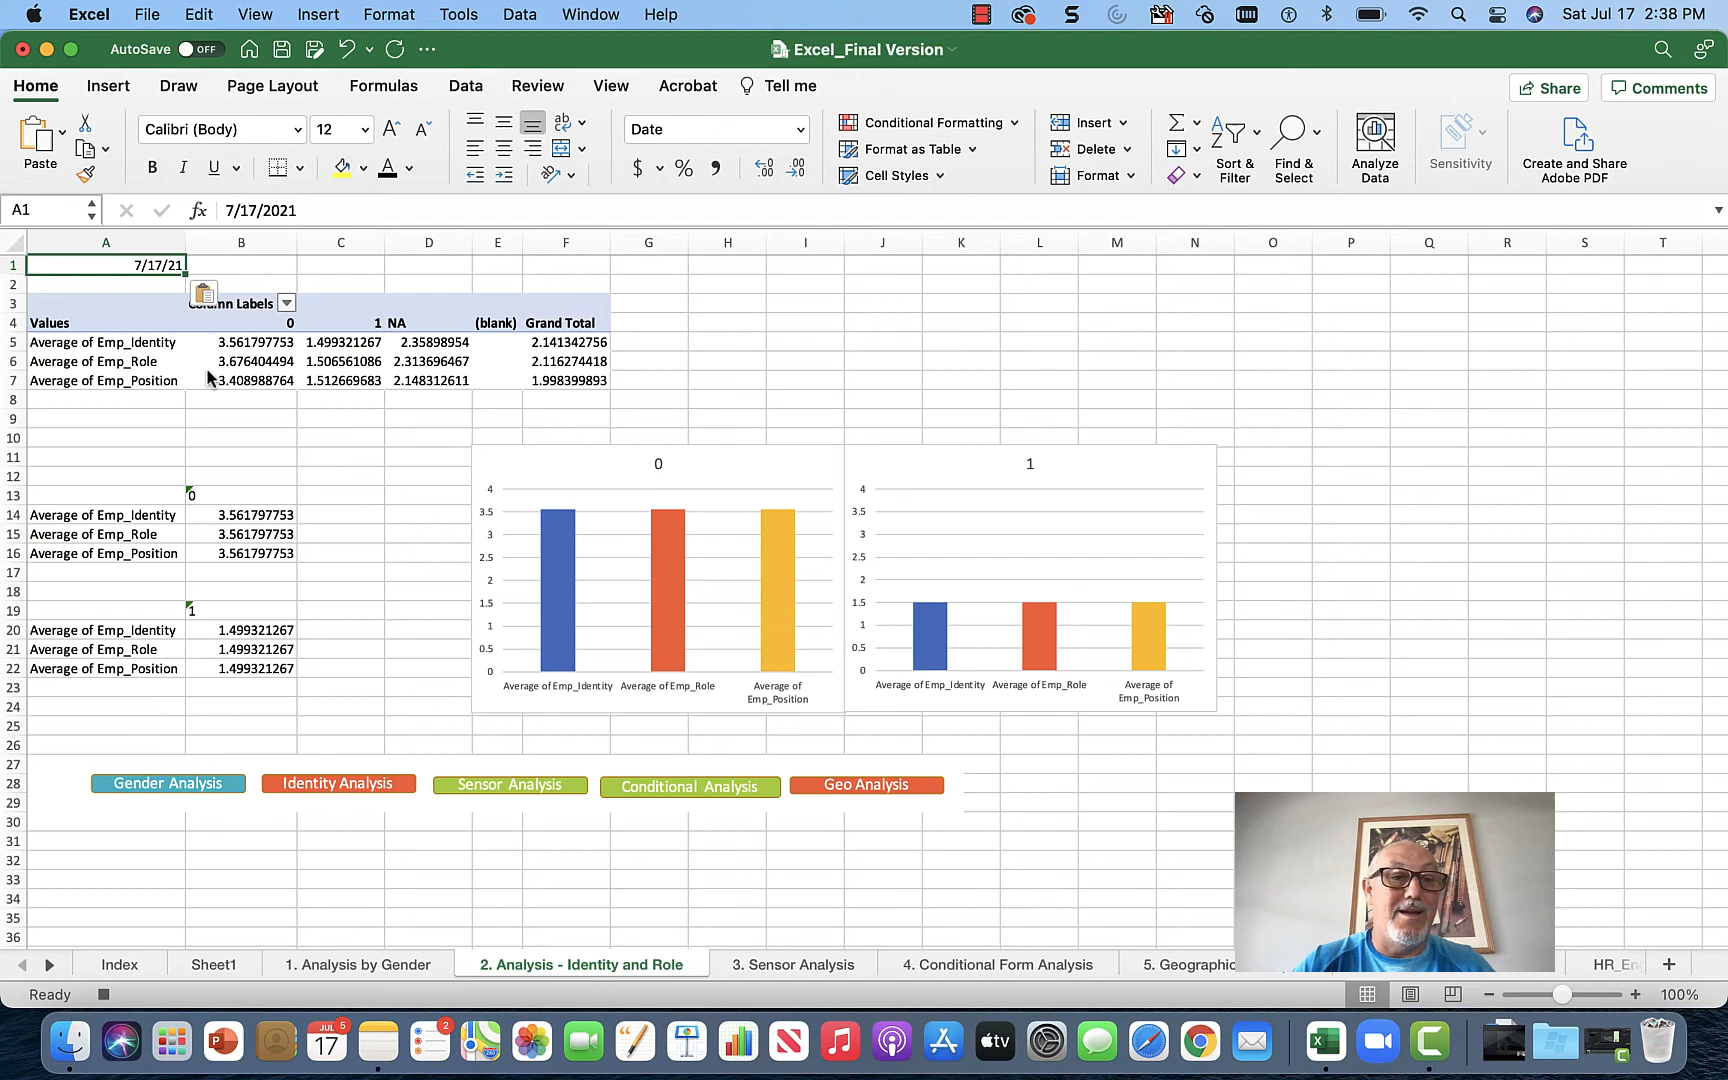 Excel File Edit View Insert Format Tools Data Window Help Sat Jul 17 2:38 PM
AutoSave OFF Excel_Final Version
Home Insert Draw Page Layout Formulas Data Review View Acrobat Tell me Share Comments
Paste Calibri (Body) 12 Date Conditional Formatting Format as Table Cell Styles Insert Delete Format Sort & Filter Find & Select Analyze Data Sensitivity Create and Share Adobe PDF
A1 fx 7/17/2021
A B C D E F G H I J K L M N O P Q R S T
1 7/17/21
2
3 Column Labels
4 Values 0 1 NA (blank) Grand Total
5 Average of Emp_Identity 3.561797753 1.499321267 2.35898954 2.141342756
6 Average of Emp_Role 3.676404494 1.506561086 2.313696467 2.116274418
7 Average of Emp_Position 3.408988764 1.512669683 2.148312611 1.998399893
8
9
10
11
12
13 0
14 Average of Emp_Identity 3.561797753
15 Average of Emp_Role 3.561797753
16 Average of Emp_Position 3.561797753
17
18
19 1
20 Average of Emp_Identity 1.499321267
21 Average of Emp_Role 1.499321267
22 Average of Emp_Position 1.499321267
23
24
25
26
27
28
29
30
31
32
33
34
35
36
0
4
3.5
3
2.5
2
1.5
1
0.5
0
Average of Emp_Identity Average of Emp_Role Average of
Emp_Position
1
4
3.5
3
2.5
2
1.5
1
0.5
0
Average of Emp_Identity Average of Emp_Role Average of
Emp_Position
Gender Analysis Identity Analysis Sensor Analysis Conditional Analysis Geo Analysis
Index Sheet1 1. Analysis by Gender 2. Analysis - Identity and Role 3. Sensor Analysis 4. Conditional Form Analysis 5. Geographic
Ready 100%
JUL 5
17
2
tv